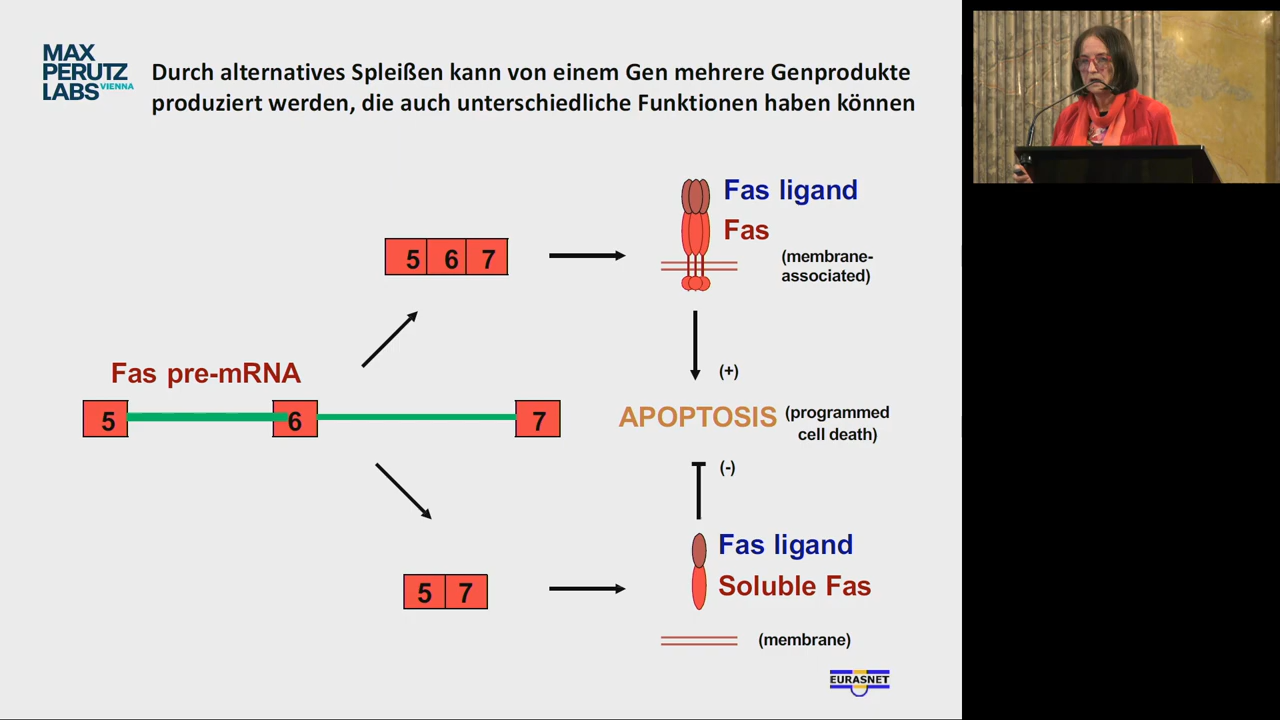 MAX
PERUTZ
LABS VIENNA
Durch alternatives Spleißen kann von einem Gen mehrere Genprodukte
produziert werden, die auch unterschiedliche Funktionen haben können
Fas ligand
Fas
(membrane-
associated)
5 6 7
(+)
Fas pre-mRNA
5 6 7
APOPTOSIS
(programmed
cell death)
(-)
Fas ligand
Soluble Fas
5 7
(membrane)
EURASNET